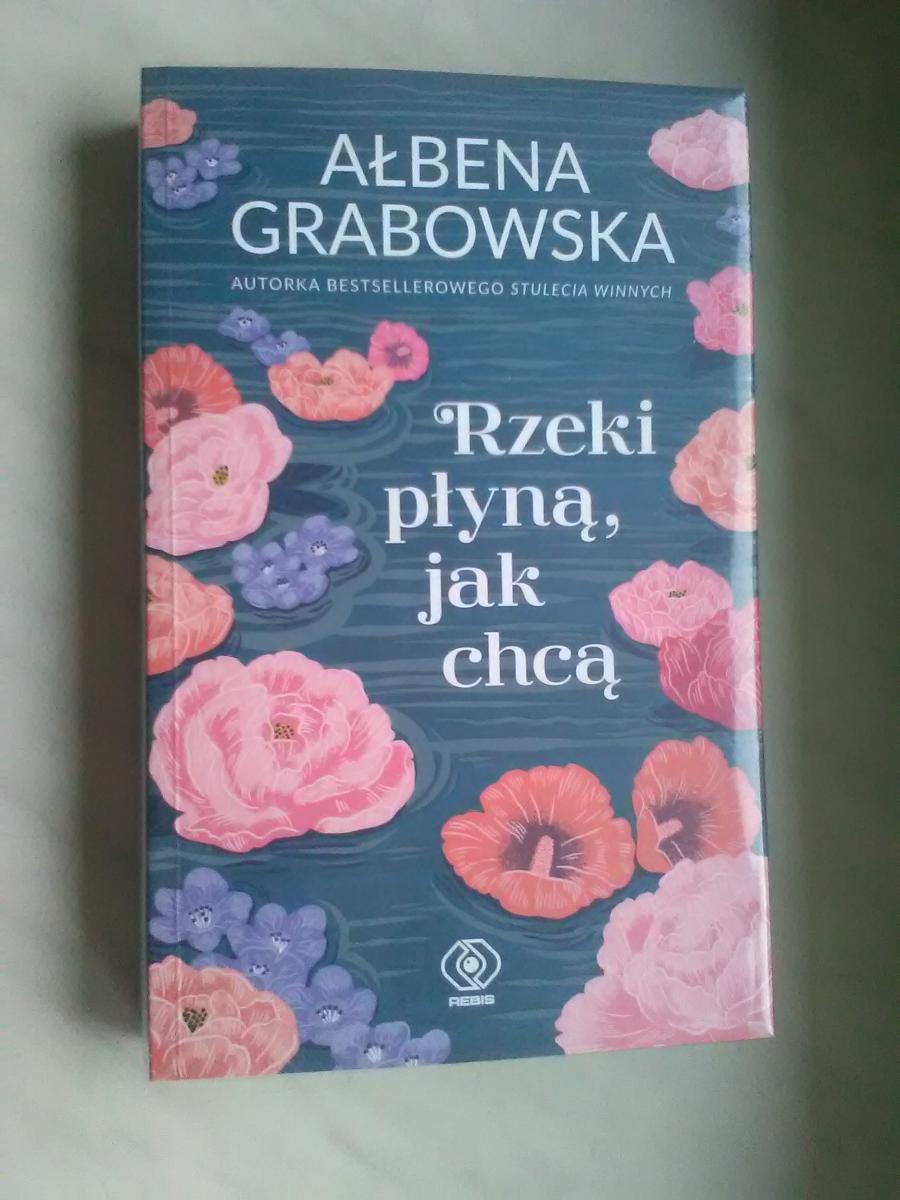 AŁBENA
GRABOWSKA
AUTORKA BESTSELLEROWEGO STULECIA WINNYCH
Rzeki
płyną,
jak
chcą
REBIS